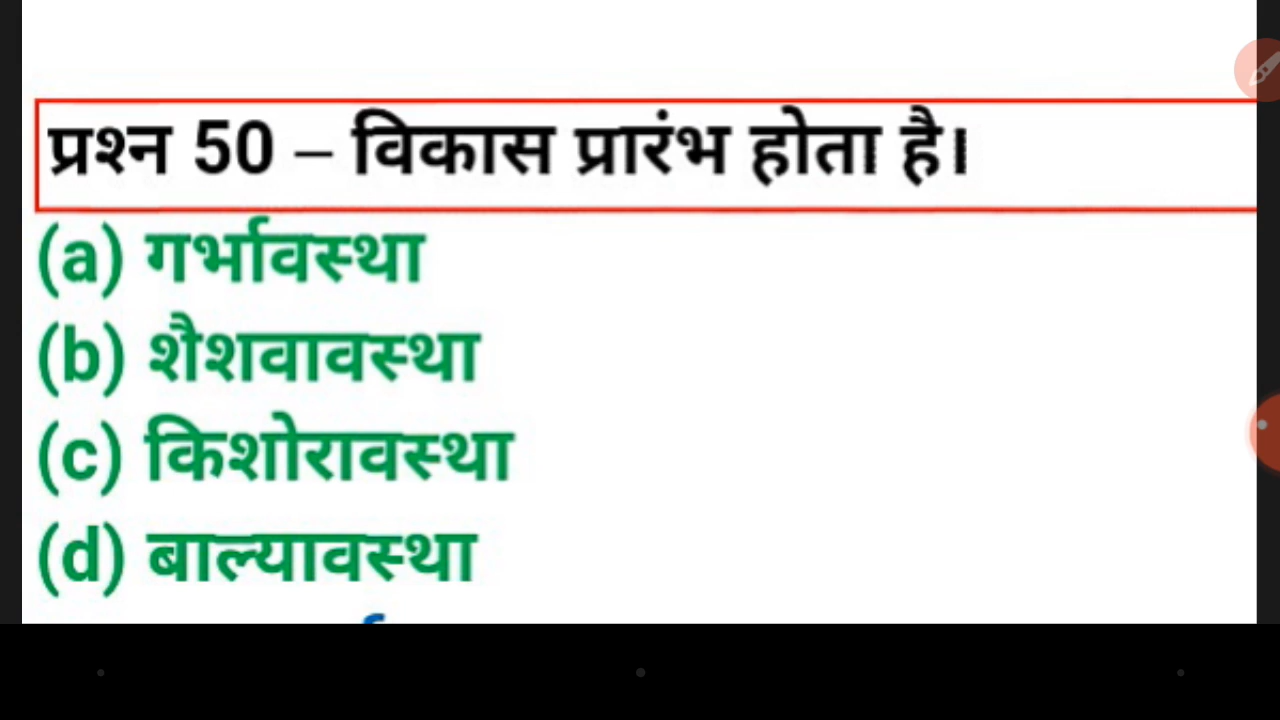 प्रश्न 50 – विकास प्रारंभ होता है।
(a) गर्भावस्था
(b) शैशवावस्था
(c) किशोरावस्था
(d) बाल्यावस्था